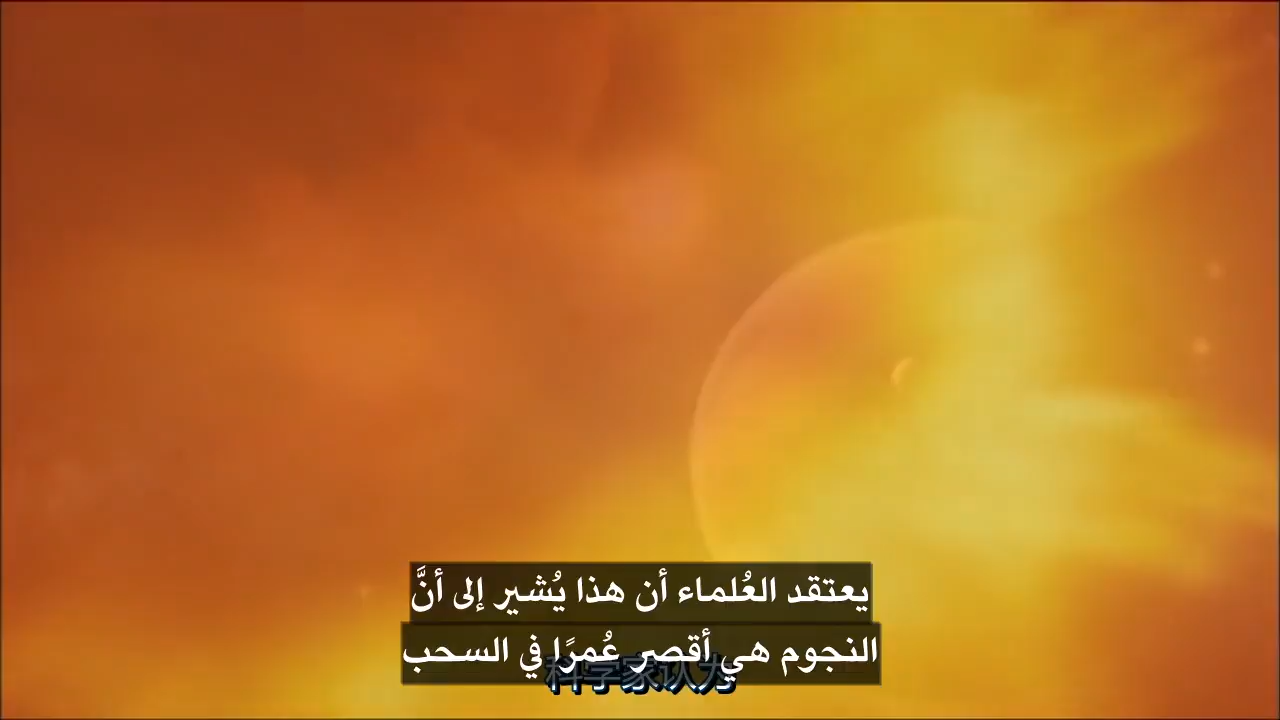 يعتقد العُلماء أن هذا يُشير إلى أنَّ
النجوم هي أقصر عُمرًا في السحب
科学家认为